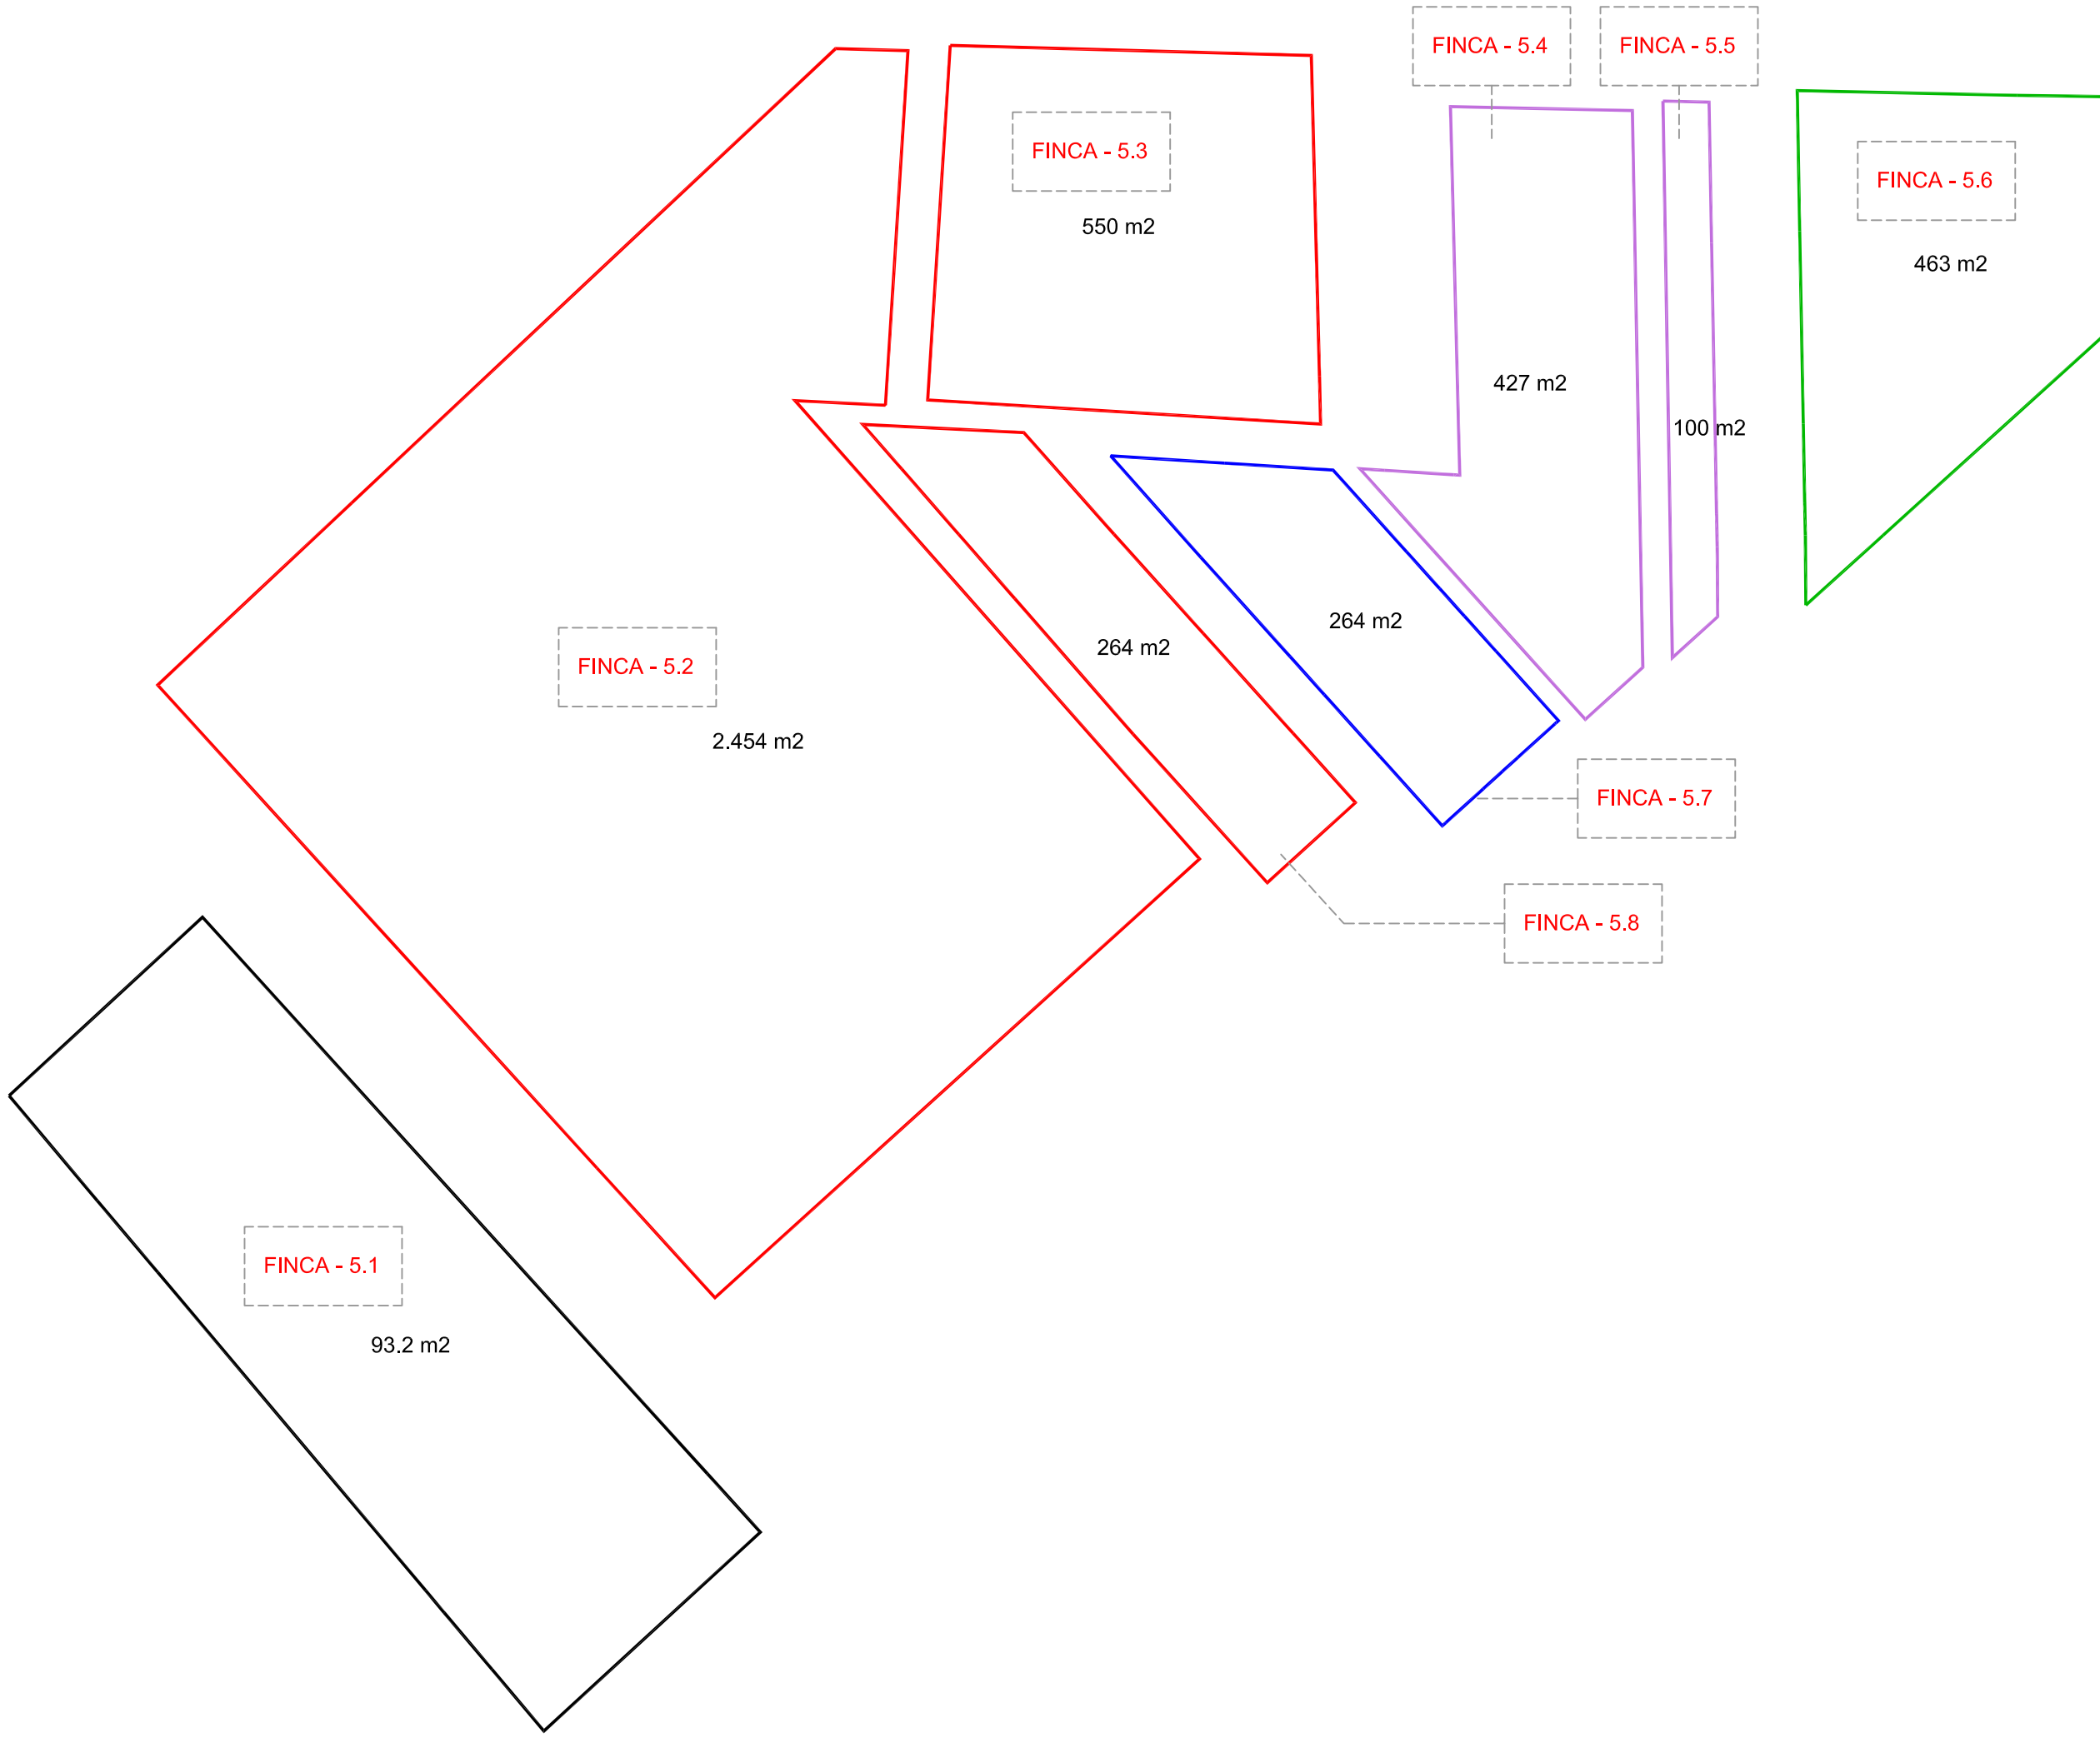 FINCA - 5.4
FINCA - 5.5
FINCA - 5.3
550 m2
FINCA - 5.6
463 m2
427 m2
100 m2
264 m2
264 m2
FINCA - 5.2
2.454 m2
FINCA - 5.7
FINCA - 5.8
FINCA - 5.1
93.2 m2